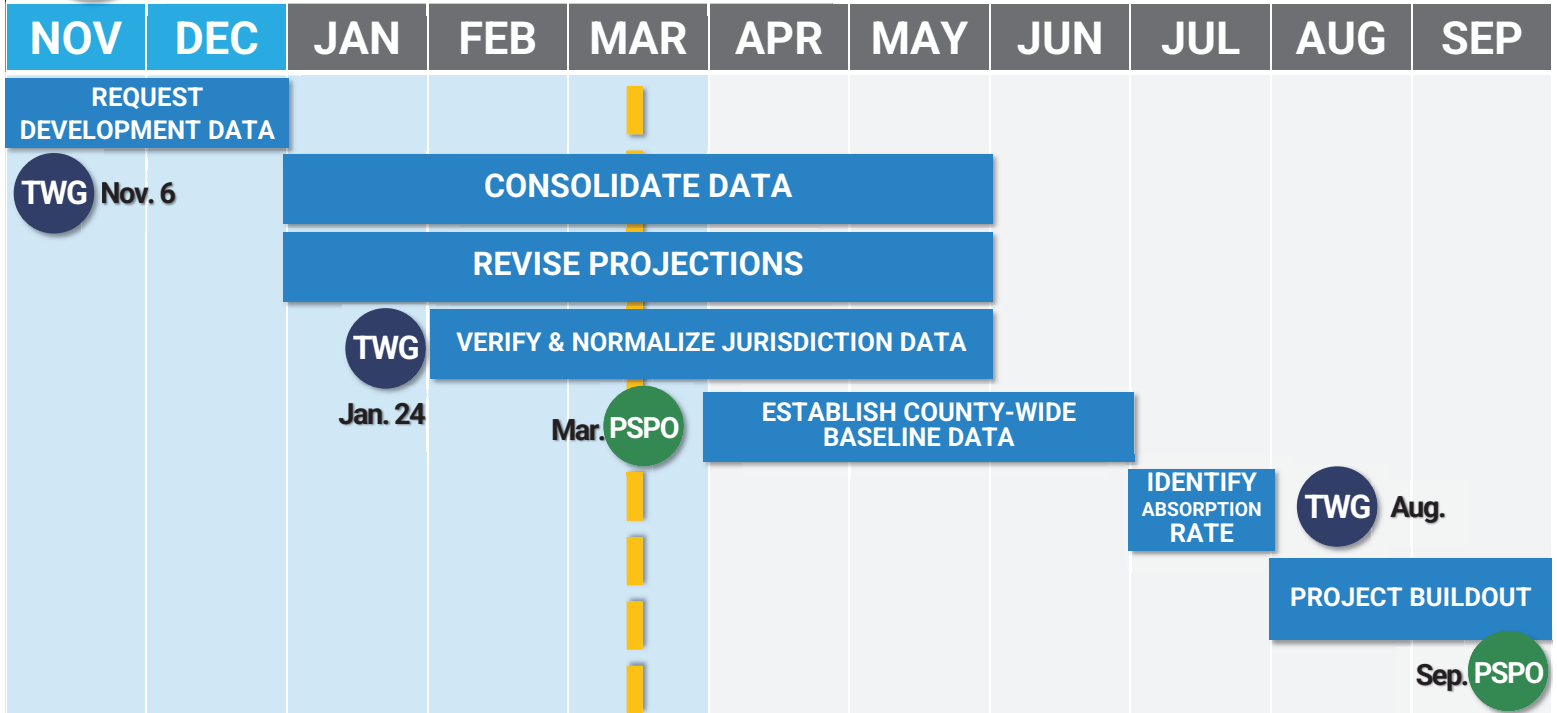 NOV DEC JAN FEB MAR APR MAY JUN JUL AUG SEP
REQUEST
DEVELOPMENT DATA
TWG Nov. 6
CONSOLIDATE DATA
REVISE PROJECTIONS
TWG
Jan. 24
VERIFY & NORMALIZE JURISDICTION DATA
Mar. PSPO
ESTABLISH COUNTY-WIDE
BASELINE DATA
IDENTIFY
ABSORPTION
RATE
TWG Aug.
PROJECT BUILDOUT
Sep. PSPO